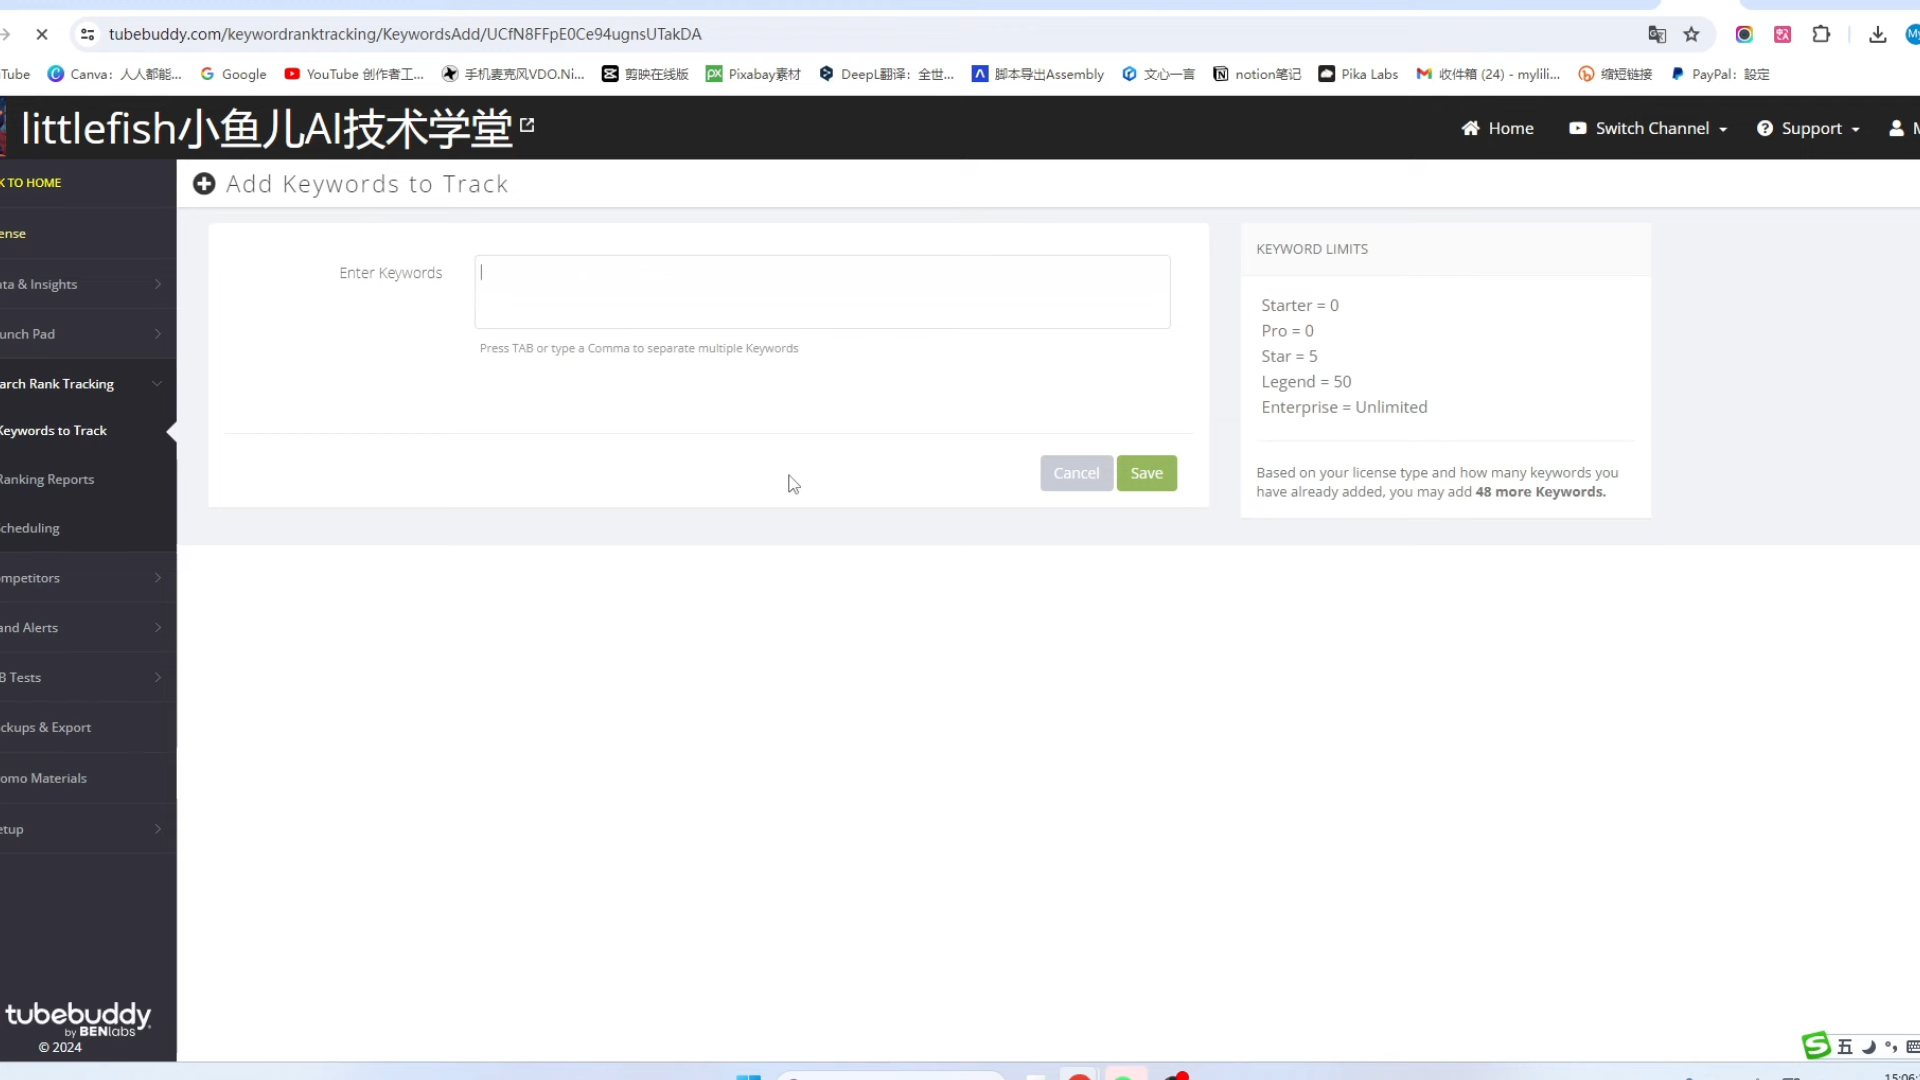 tubebuddy.com/keywordranktracking/KeywordsAdd/UCfN8FFpE0Ce94ugnsUTakDA
Tube Canva：人人都能... Google YouTube 创作者工... 手机麦克风VDO.Ni... 剪映在线版 Pixabay素材 DeepL翻译：全世... 脚本导出Assembly 文心一言 notion笔记 Pika Labs 收件箱 (24) - mylili... 缩短链接 PayPal：設定
littlefish小鱼儿AI技术学堂
Home Switch Channel Support M
K TO HOME
ense
ata & Insights
unch Pad
arch Rank Tracking
Keywords to Track
Ranking Reports
cheduling
ompetitors
and Alerts
B Tests
ckups & Export
omo Materials
etup
tubebuddy
by BENlabs
© 2024
Add Keywords to Track
Enter Keywords
Press TAB or type a Comma to separate multiple Keywords
Cancel Save
KEYWORD LIMITS
Starter = 0
Pro = 0
Star = 5
Legend = 50
Enterprise = Unlimited
Based on your license type and how many keywords you
have already added, you may add 48 more Keywords.
五